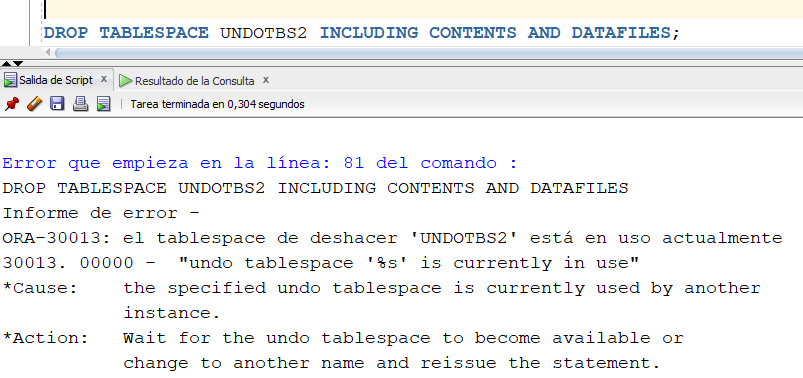 DROP TABLESPACE UNDOTBS2 INCLUDING CONTENTS AND DATAFILES;
Salida de Script x Resultado de la Consulta x
Tarea terminada en 0,304 segundos
Error que empieza en la línea: 81 del comando :
DROP TABLESPACE UNDOTBS2 INCLUDING CONTENTS AND DATAFILES
Informe de error -
ORA-30013: el tablespace de deshacer 'UNDOTBS2' está en uso actualmente
30013. 00000 -  "undo tablespace '%s' is currently in use"
*Cause:    the specified undo tablespace is currently used by another
instance.
*Action:   Wait for the undo tablespace to become available or
change to another name and reissue the statement.